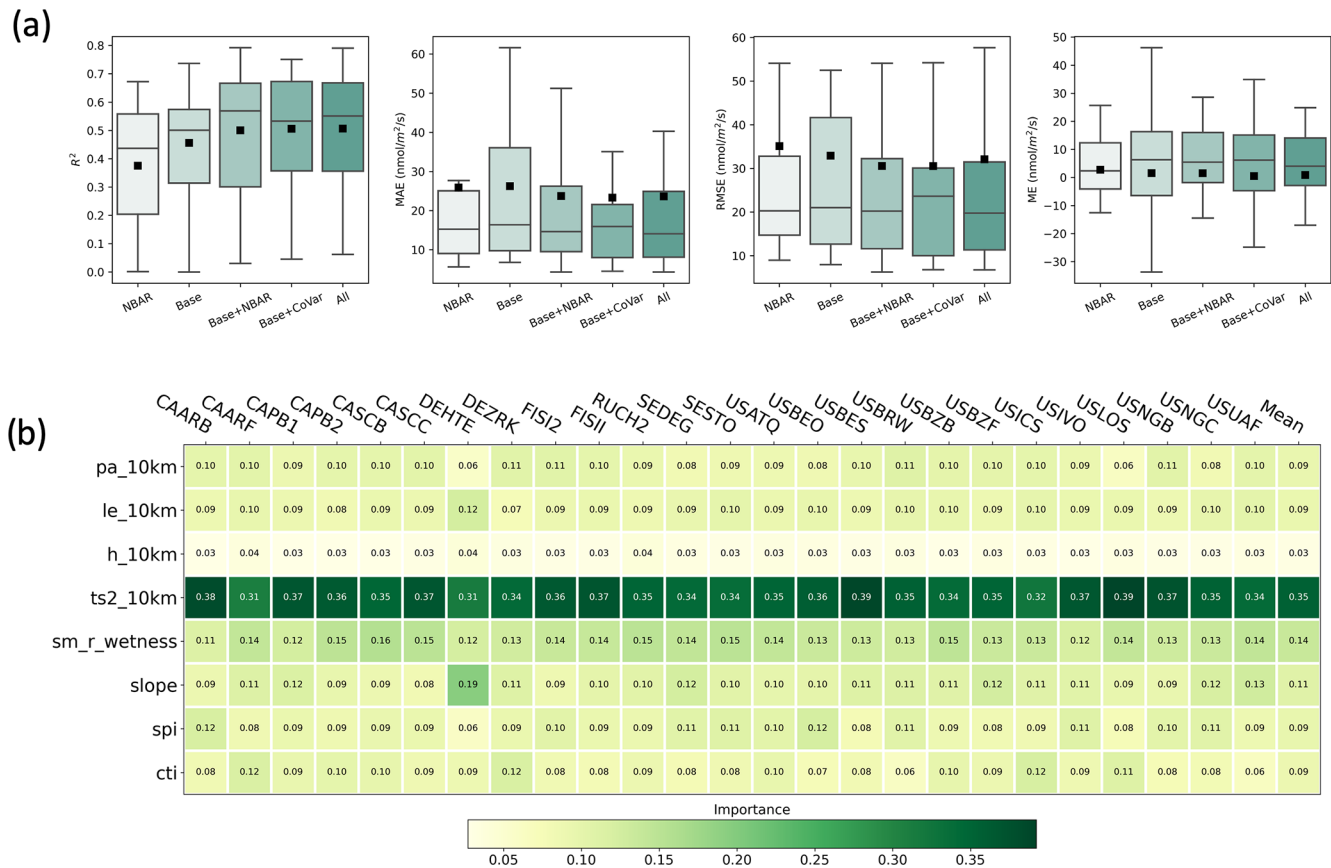 (a)
0.8
0.7
0.6
0.5
0.4
0.3
0.2
0.1
0.0
R²
NBAR
Base
Base+NBAR
Base+CoVar
All
60
50
40
30
20
10
MAE (nmol/m²/s)
NBAR
Base
Base+NBAR
Base+CoVar
All
60
50
40
30
20
10
RMSE (nmol/m²/s)
NBAR
Base
Base+NBAR
Base+CoVar
All
50
40
30
20
10
0
−10
−20
−30
ME (nmol/m²/s)
NBAR
Base
Base+NBAR
Base+CoVar
All
(b)
CAARB CAARF CAPB1 CAPB2 CASCB CASCC DEHTE DEZRK FISI2 FISII RUCH2 SEDEG SESTO USATQ USBEO USBES USBRW USBZB USBZF USICS USIVO USLOS USNGB USNGC USUAF Mean
pa_10km 0.10 0.10 0.09 0.10 0.10 0.10 0.06 0.11 0.11 0.10 0.09 0.08 0.09 0.09 0.08 0.10 0.11 0.10 0.10 0.10 0.09 0.06 0.11 0.08 0.10 0.09
le_10km 0.09 0.10 0.09 0.08 0.09 0.09 0.12 0.07 0.09 0.09 0.09 0.09 0.10 0.09 0.10 0.10 0.09 0.09 0.09 0.10 0.09 0.09 0.09 0.10 0.10 0.09
h_10km 0.03 0.04 0.03 0.03 0.03 0.03 0.04 0.03 0.03 0.03 0.04 0.03 0.03 0.03 0.03 0.03 0.03 0.03 0.03 0.03 0.03 0.03 0.03 0.03 0.03 0.03
ts2_10km 0.38 0.31 0.37 0.36 0.35 0.37 0.31 0.34 0.36 0.37 0.35 0.34 0.34 0.35 0.36 0.39 0.35 0.34 0.35 0.32 0.37 0.39 0.37 0.35 0.34 0.35
sm_r_wetness 0.11 0.14 0.12 0.15 0.16 0.15 0.12 0.13 0.14 0.14 0.15 0.14 0.15 0.14 0.13 0.13 0.13 0.15 0.13 0.13 0.12 0.14 0.13 0.13 0.14 0.14
slope 0.09 0.11 0.12 0.09 0.09 0.08 0.19 0.11 0.09 0.10 0.10 0.12 0.10 0.10 0.10 0.11 0.11 0.11 0.12 0.11 0.11 0.09 0.09 0.12 0.13 0.11
spi 0.12 0.08 0.09 0.09 0.09 0.09 0.06 0.09 0.10 0.09 0.09 0.11 0.11 0.10 0.12 0.08 0.11 0.09 0.08 0.08 0.11 0.08 0.10 0.11 0.09 0.09
cti 0.08 0.12 0.09 0.10 0.10 0.09 0.09 0.12 0.08 0.08 0.09 0.08 0.08 0.10 0.07 0.08 0.06 0.10 0.09 0.12 0.09 0.11 0.08 0.08 0.06 0.09
Importance
0.05 0.10 0.15 0.20 0.25 0.30 0.35